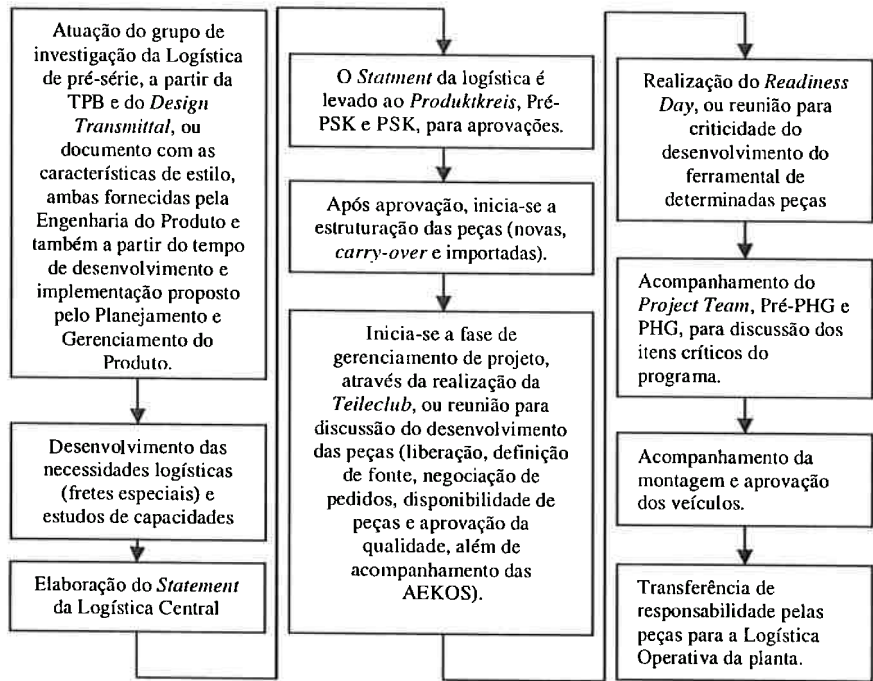 Atuação do grupo de
investigação da Logística
de pré-série, a partir da
TPB e do Design
Transmittal, ou
documento com as
características de estilo,
ambas fornecidas pela
Engenharia do Produto e
também a partir do tempo
de desenvolvimento e
implementação proposto
pelo Planejamento e
Gerenciamento do
Produto.
Desenvolvimento das
necessidades logísticas
(fretes especiais) e
estudos de capacidades
Elaboração do Statement
da Logística Central
O Statment da logística é
levado ao Produktkreis, Pré-
PSK e PSK, para aprovações.
Após aprovação, inicia-se a
estruturação das peças (novas,
carry-over e importadas).
Inicia-se a fase de
gerenciamento de projeto,
através da realização da
Teileclub, ou reunião para
discussão do desenvolvimento
das peças (liberação, definição
de fonte, negociação de
pedidos, disponibilidade de
peças e aprovação da
qualidade, além de
acompanhamento das
AEKOS).
Realização do Readiness
Day, ou reunião para
criticidade do
desenvolvimento do
ferramental de
determinadas peças
Acompanhamento do
Project Team, Pré-PHG e
PHG, para discussão dos
itens críticos do
programa.
Acompanhamento da
montagem e aprovação
dos veículos.
Transferência de
responsabilidade pelas
peças para a Logística
Operativa da planta.